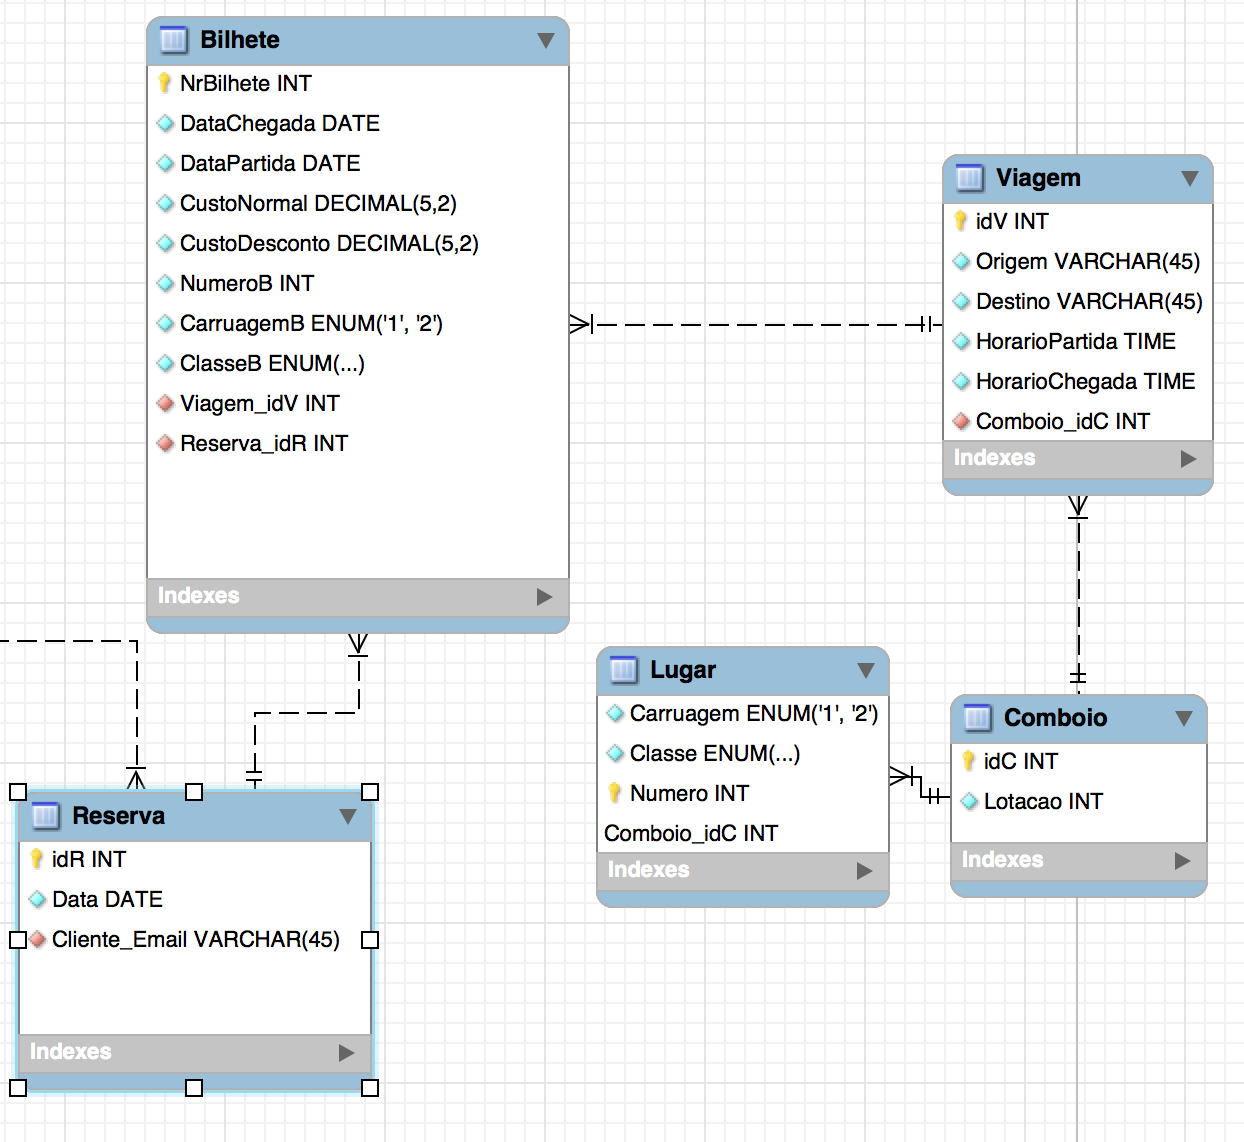 Bilhete
NrBilhete INT
DataChegada DATE
DataPartida DATE
CustoNormal DECIMAL(5,2)
CustoDesconto DECIMAL(5,2)
NumeroB INT
CarruagemB ENUM('1', '2')
ClasseB ENUM(...)
Viagem_idV INT
Reserva_idR INT
Indexes
Viagem
idV INT
Origem VARCHAR(45)
Destino VARCHAR(45)
HorarioPartida TIME
HorarioChegada TIME
Comboio_idC INT
Indexes
Lugar
Carruagem ENUM('1', '2')
Classe ENUM(...)
Numero INT
Comboio_idC INT
Indexes
Comboio
idC INT
Lotacao INT
Indexes
Reserva
idR INT
Data DATE
Cliente_Email VARCHAR(45)
Indexes